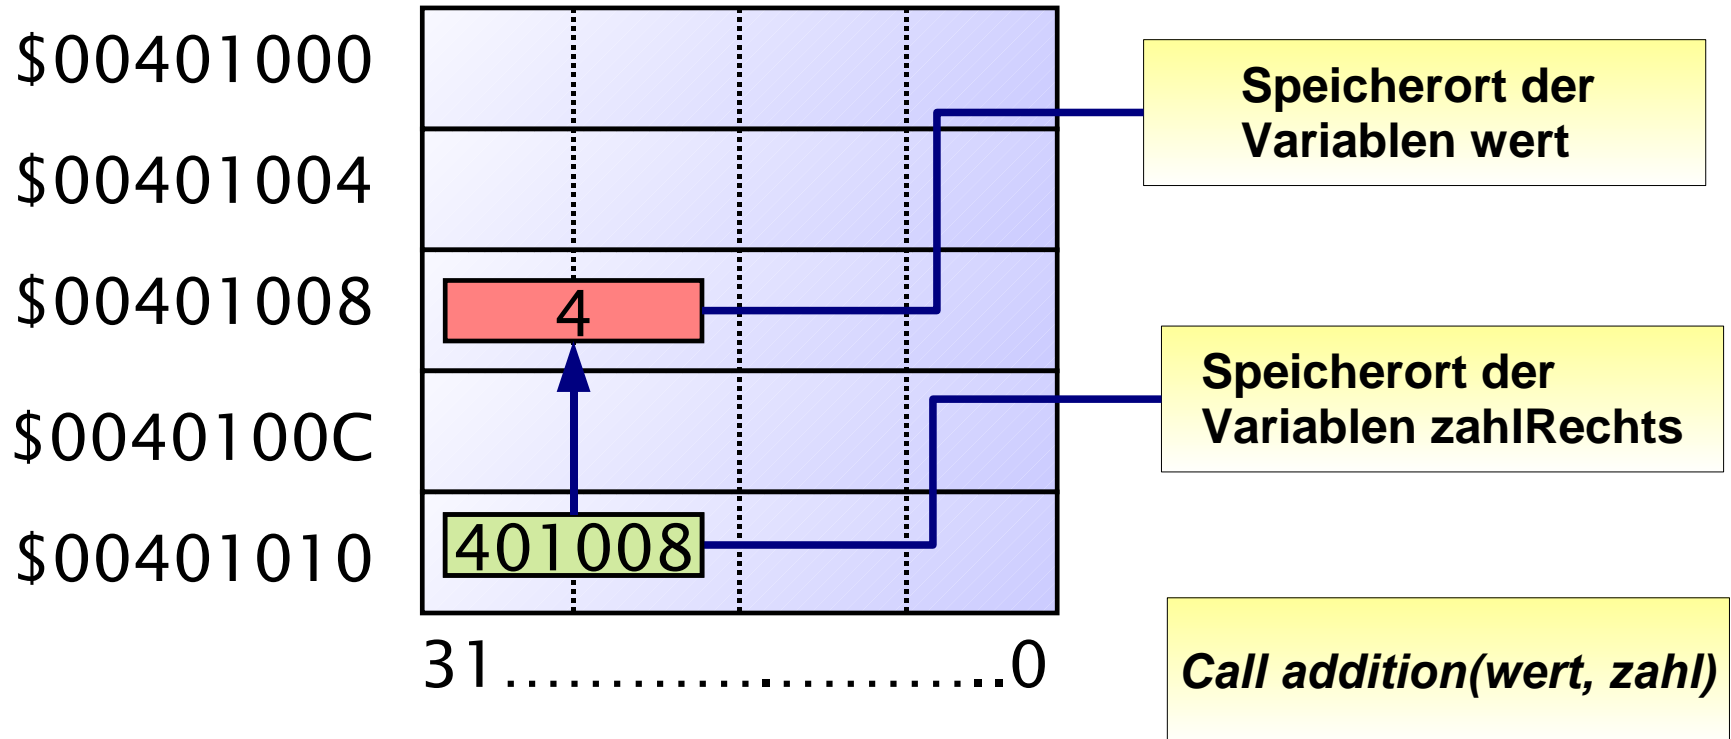 $00401000
$00401004
$00401008
$0040100C
$00401010
4
401008
31.........................0
Speicherort der
Variablen wert
Speicherort der
Variablen zahlRechts
Call addition(wert, zahl)